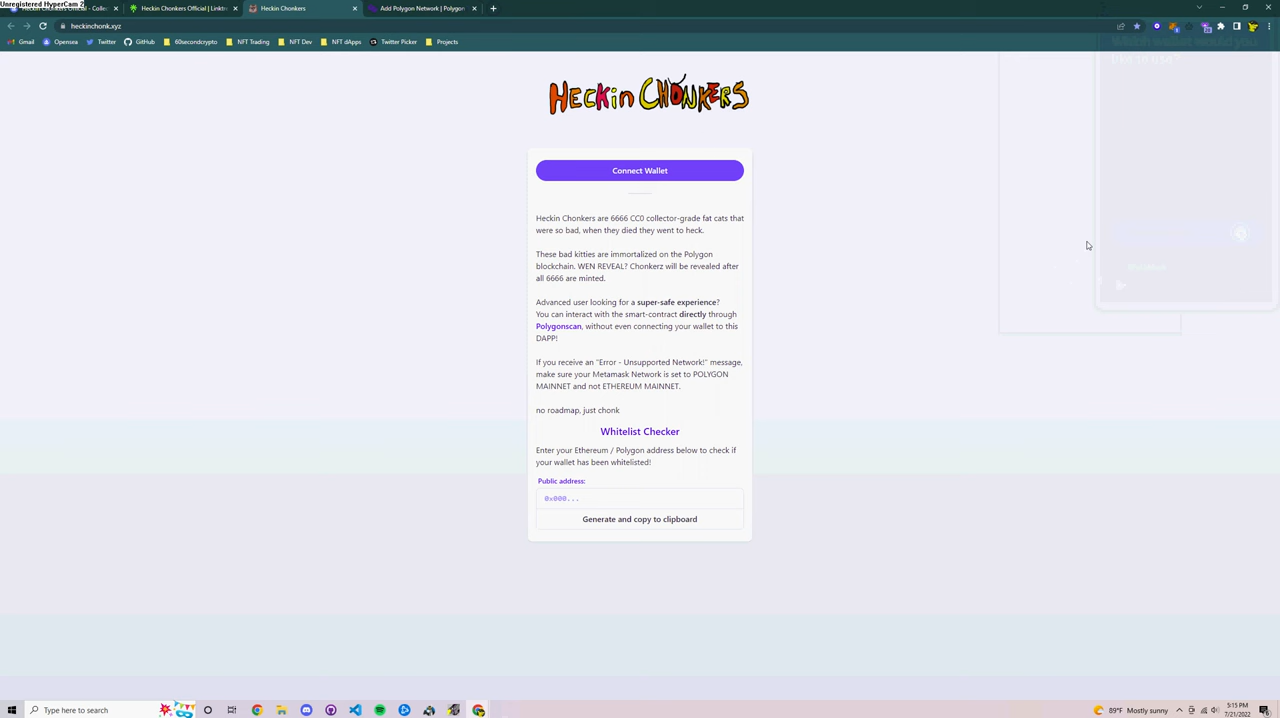 Unregistered HyperCam 2
Heckin Chonkers Official | Linktr
Heckin Chonkers
Add Polygon Network | Polygon
heckinchonk.xyz
Gmail
Opensea
Twitter
GitHub
60secondcrypto
NFT Trading
NFT Dev
NFT dApps
Twitter Picker
Projects
Which wallet would you
like to use?
Heckin Chonkers
Connect Wallet
Heckin Chonkers are 6666 CC0 collector-grade fat cats that
were so bad, when they died they went to heck.
These bad kitties are immortalized on the Polygon
blockchain. WEN REVEAL? Chonkerz will be revealed after
all 6666 are minted.
Advanced user looking for a super-safe experience?
You can interact with the smart-contract directly through
Polygonscan, without even connecting your wallet to this
DAPP!
If you receive an "Error - Unsupported Network!" message,
make sure your Metamask Network is set to POLYGON
MAINNET and not ETHEREUM MAINNET.
no roadmap, just chonk
Whitelist Checker
Enter your Ethereum / Polygon address below to check if
your wallet has been whitelisted!
Public address:
0x000...
Generate and copy to clipboard
Type here to search
89°F Mostly sunny
5:15 PM
7/21/2022